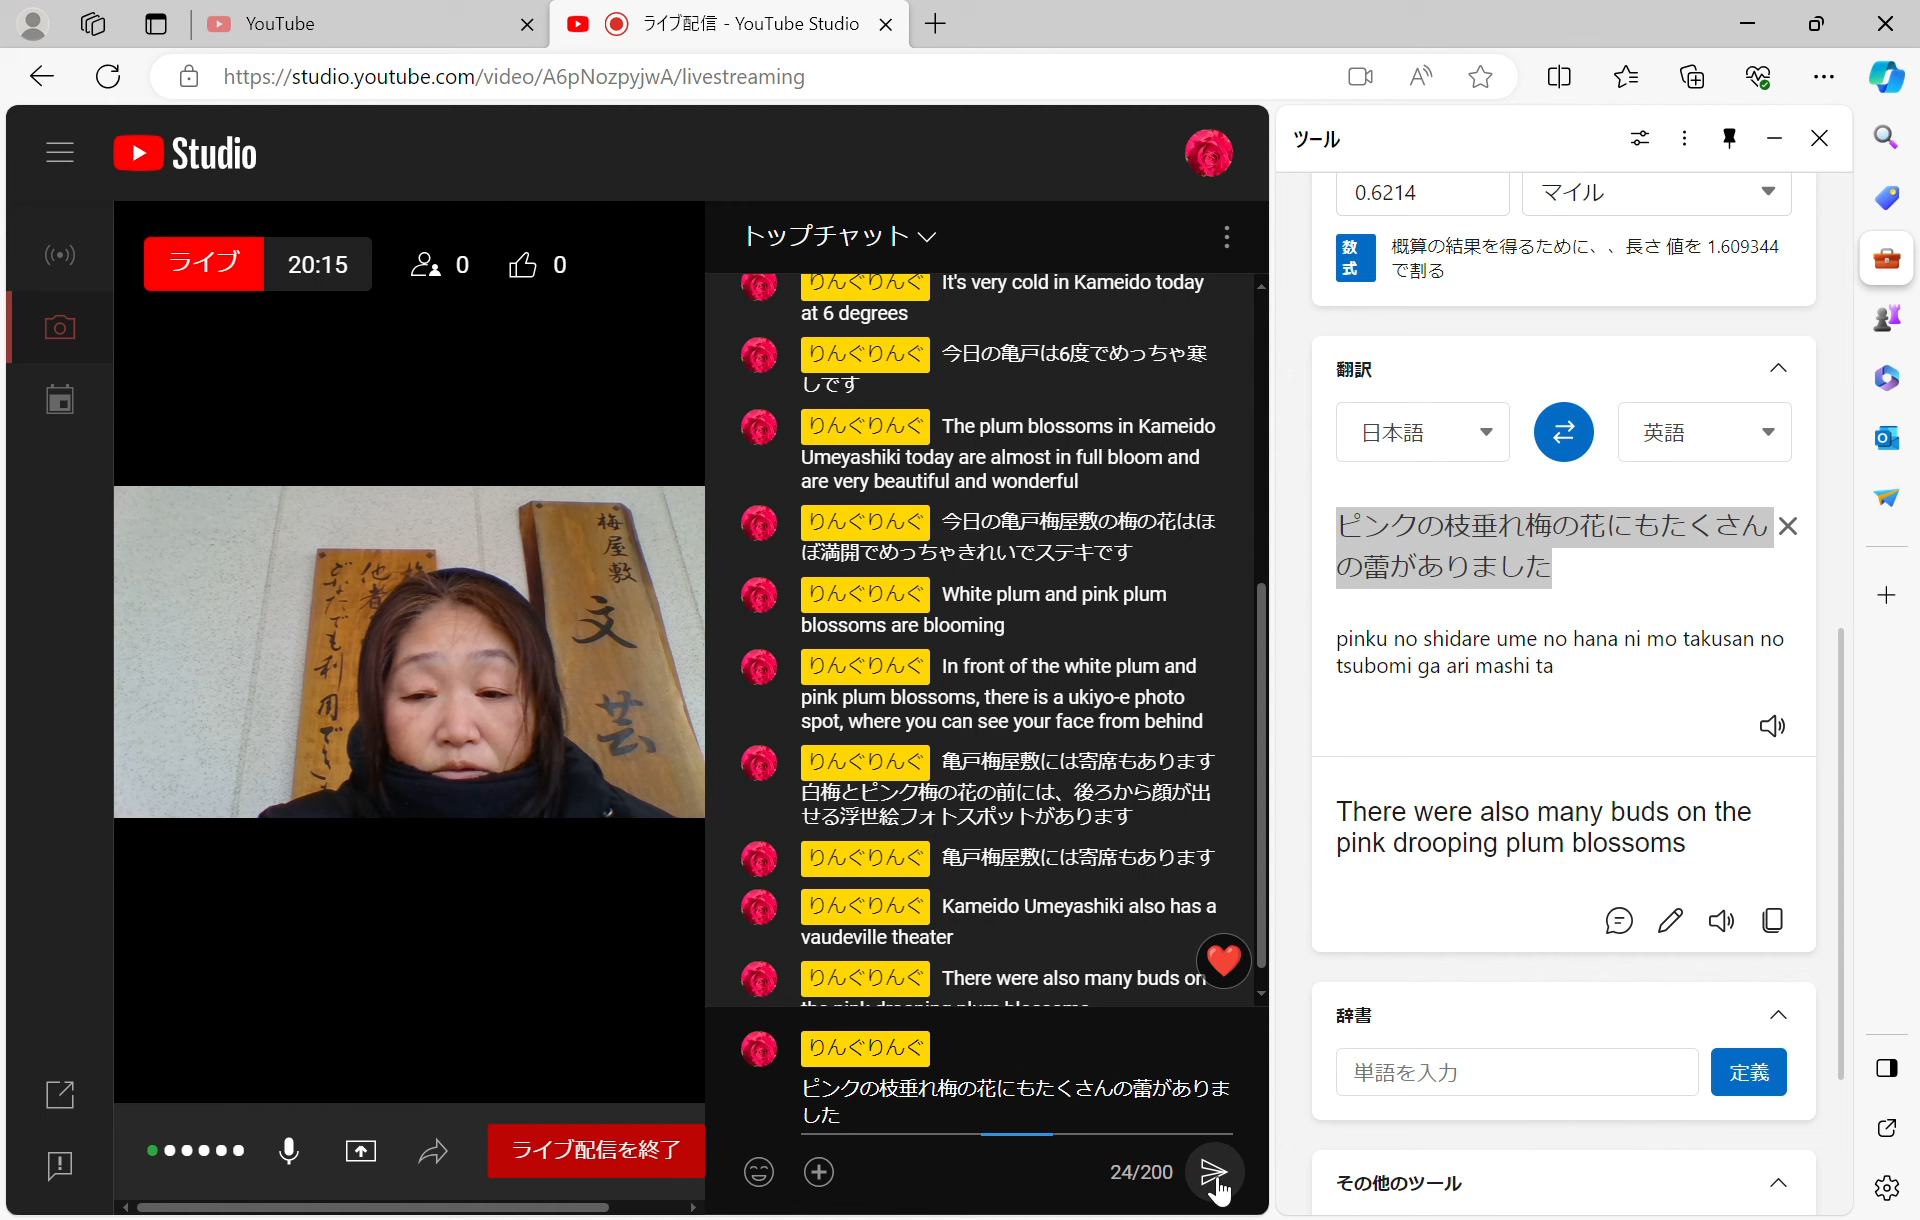 YouTube
ライブ配信 - YouTube Studio
https://studio.youtube.com/video/A6pNozpyjwA/livestreaming
Studio
ライブ 20:15 0 0
梅屋敷
文芸
他
どなたでも利用でき
トップチャット
りんぐりんぐ It's very cold in Kameido today
at 6 degrees
りんぐりんぐ 今日の亀戸は6度でめっちゃ寒
しです
りんぐりんぐ The plum blossoms in Kameido
Umeyashiki today are almost in full bloom and
are very beautiful and wonderful
りんぐりんぐ 今日の亀戸梅屋敷の梅の花はほ
ぼ満開でめっちゃきれいでステキです
りんぐりんぐ White plum and pink plum
blossoms are blooming
りんぐりんぐ In front of the white plum and
pink plum blossoms, there is a ukiyo-e photo
spot, where you can see your face from behind
りんぐりんぐ 亀戸梅屋敷には寄席もあります
白梅とピンク梅の花の前には、後ろから顔が出
せる浮世絵フォトスポットがあります
りんぐりんぐ 亀戸梅屋敷には寄席もあります
りんぐりんぐ Kameido Umeyashiki also has a
vaudeville theater
りんぐりんぐ There were also many buds on
the pink drooping plum blossoms
りんぐりんぐ
ピンクの枝垂れ梅の花にもたくさんの蕾がありま
した
24/200
ライブ配信を終了
ツール
0.6214 マイル
数式 概算の結果を得るために、、長さ 値を 1.609344
で割る
翻訳
日本語 英語
ピンクの枝垂れ梅の花にもたくさん
の蕾がありました
pinku no shidare ume no hana ni mo takusan no
tsubomi ga ari mashi ta
There were also many buds on the
pink drooping plum blossoms
辞書
単語を入力 定義
その他のツール